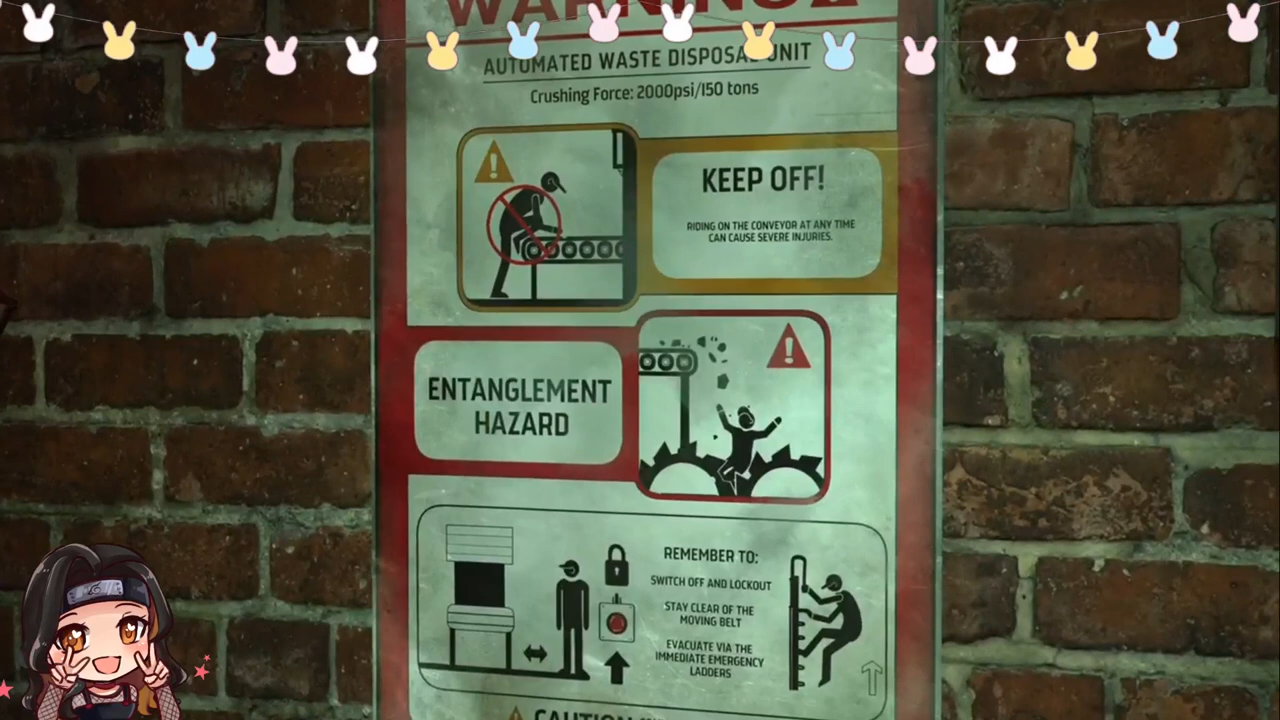 WARNING
AUTOMATED WASTE DISPOSAL UNIT
Crushing Force: 2000psi/150 tons
KEEP OFF!
RIDING ON THE CONVEYOR AT ANY TIME
CAN CAUSE SEVERE INJURIES.
ENTANGLEMENT
HAZARD
REMEMBER TO:
SWITCH OFF AND LOCKOUT
STAY CLEAR OF THE
MOVING BELT
EVACUATE VIA THE
IMMEDIATE EMERGENCY
LADDERS
CAUTION